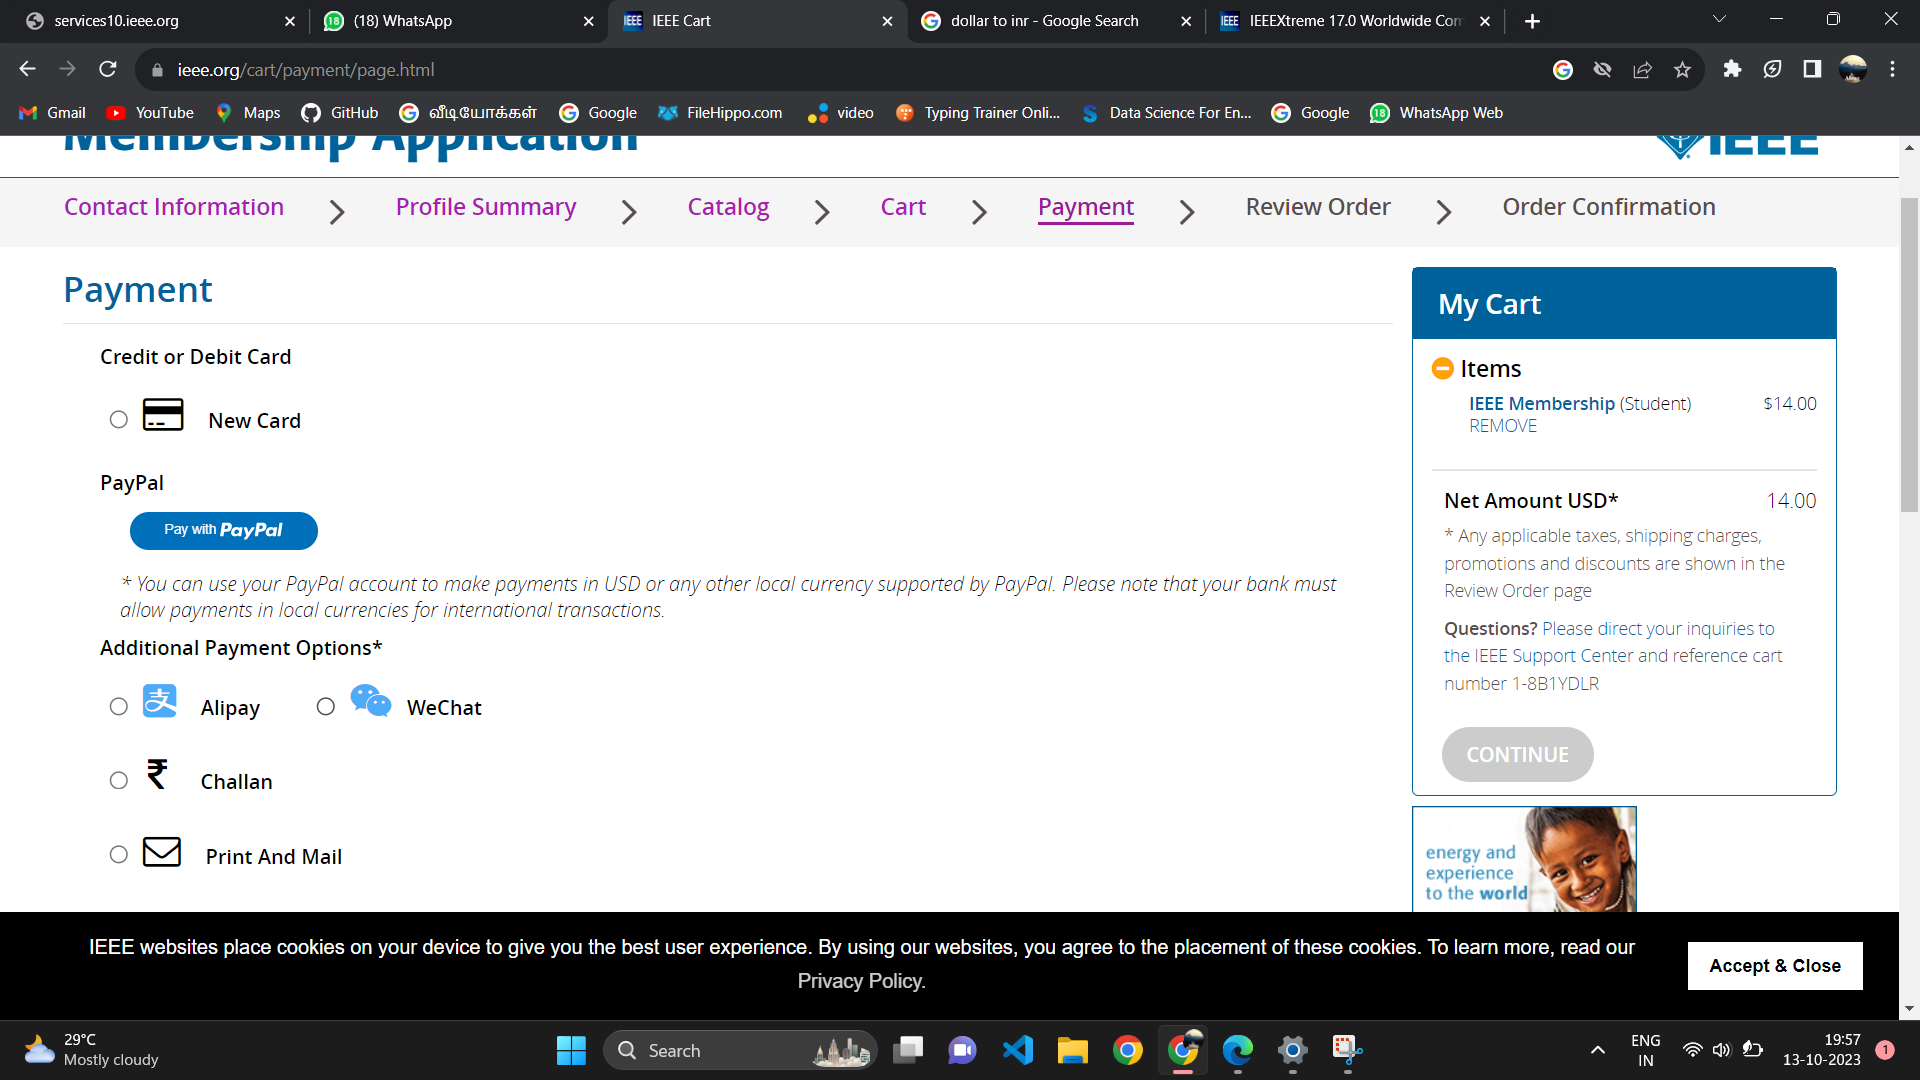 services10.ieee.org
(18) WhatsApp
IEEE Cart
dollar to inr - Google Search
IEEEXtreme 17.0 Worldwide Com
ieee.org/cart/payment/page.html
Gmail
YouTube
Maps
GitHub
வீடியோக்கள்
Google
FileHippo.com
video
Typing Trainer Onli...
Data Science For En...
Google
WhatsApp Web
Membership Application
IEEE
Contact Information
Profile Summary
Catalog
Cart
Payment
Review Order
Order Confirmation
Payment
Credit or Debit Card
New Card
PayPal
Pay with PayPal
* You can use your PayPal account to make payments in USD or any other local currency supported by PayPal. Please note that your bank must
allow payments in local currencies for international transactions.
Additional Payment Options*
支 Alipay
WeChat
₹ Challan
Print And Mail
My Cart
Items
IEEE Membership (Student) $14.00
REMOVE
Net Amount USD* 14.00
* Any applicable taxes, shipping charges,
promotions and discounts are shown in the
Review Order page
Questions? Please direct your inquiries to
the IEEE Support Center and reference cart
number 1-8B1YDLR
CONTINUE
energy and
experience
to the world
IEEE websites place cookies on your device to give you the best user experience. By using our websites, you agree to the placement of these cookies. To learn more, read our
Privacy Policy.
Accept & Close
29°C
Mostly cloudy
Search
ENG
IN
19:57
13-10-2023
1